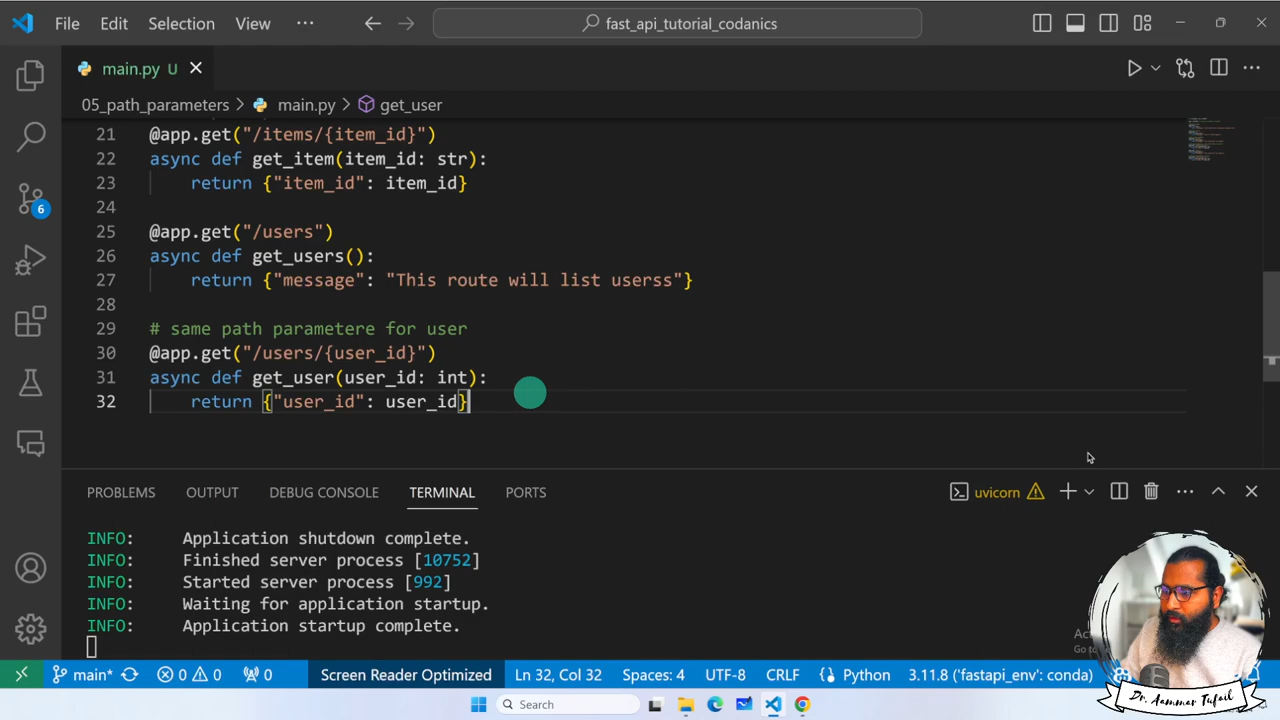 File Edit Selection View ··· fast_api_tutorial_codanics
main.py U
05_path_parameters > main.py > get_user
21 @app.get("/items/{item_id}")
22 async def get_item(item_id: str):
23 return {"item_id": item_id}
24
25 @app.get("/users")
26 async def get_users():
27 return {"message": "This route will list userss"}
28
29 # same path parametere for user
30 @app.get("/users/{user_id}")
31 async def get_user(user_id: int):
32 return {"user_id": user_id}
6
PROBLEMS OUTPUT DEBUG CONSOLE TERMINAL PORTS uvicorn
INFO: Application shutdown complete.
INFO: Finished server process [10752]
INFO: Started server process [992]
INFO: Waiting for application startup.
INFO: Application startup complete.
main* 0 0 0 Screen Reader Optimized Ln 32, Col 32 Spaces: 4 UTF-8 CRLF Python 3.11.8 ('fastapi_env': conda)
Dr. Aammar Tufail
Search